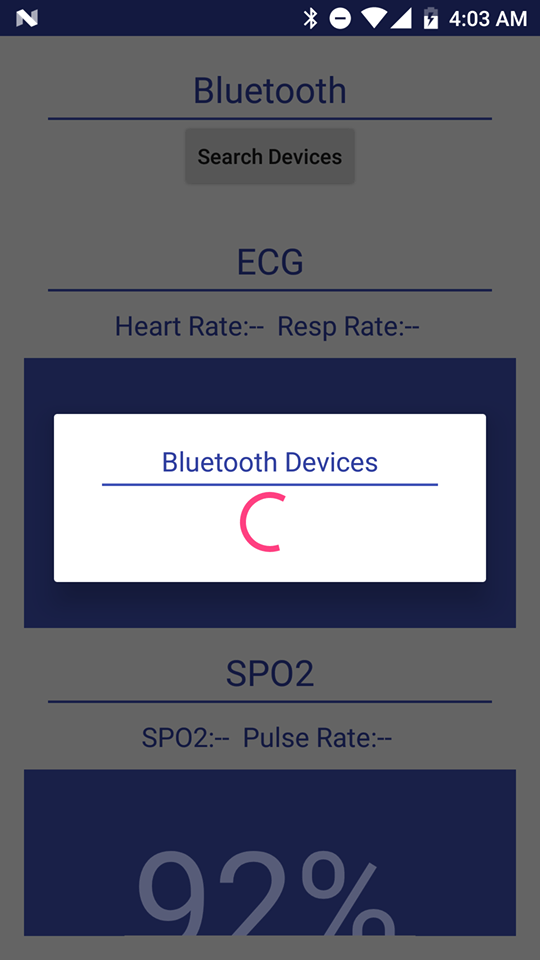 4:03 AM
Bluetooth
Search Devices
ECG
Heart Rate:-- Resp Rate:--
Bluetooth Devices
SPO2
SPO2:-- Pulse Rate:--
92%